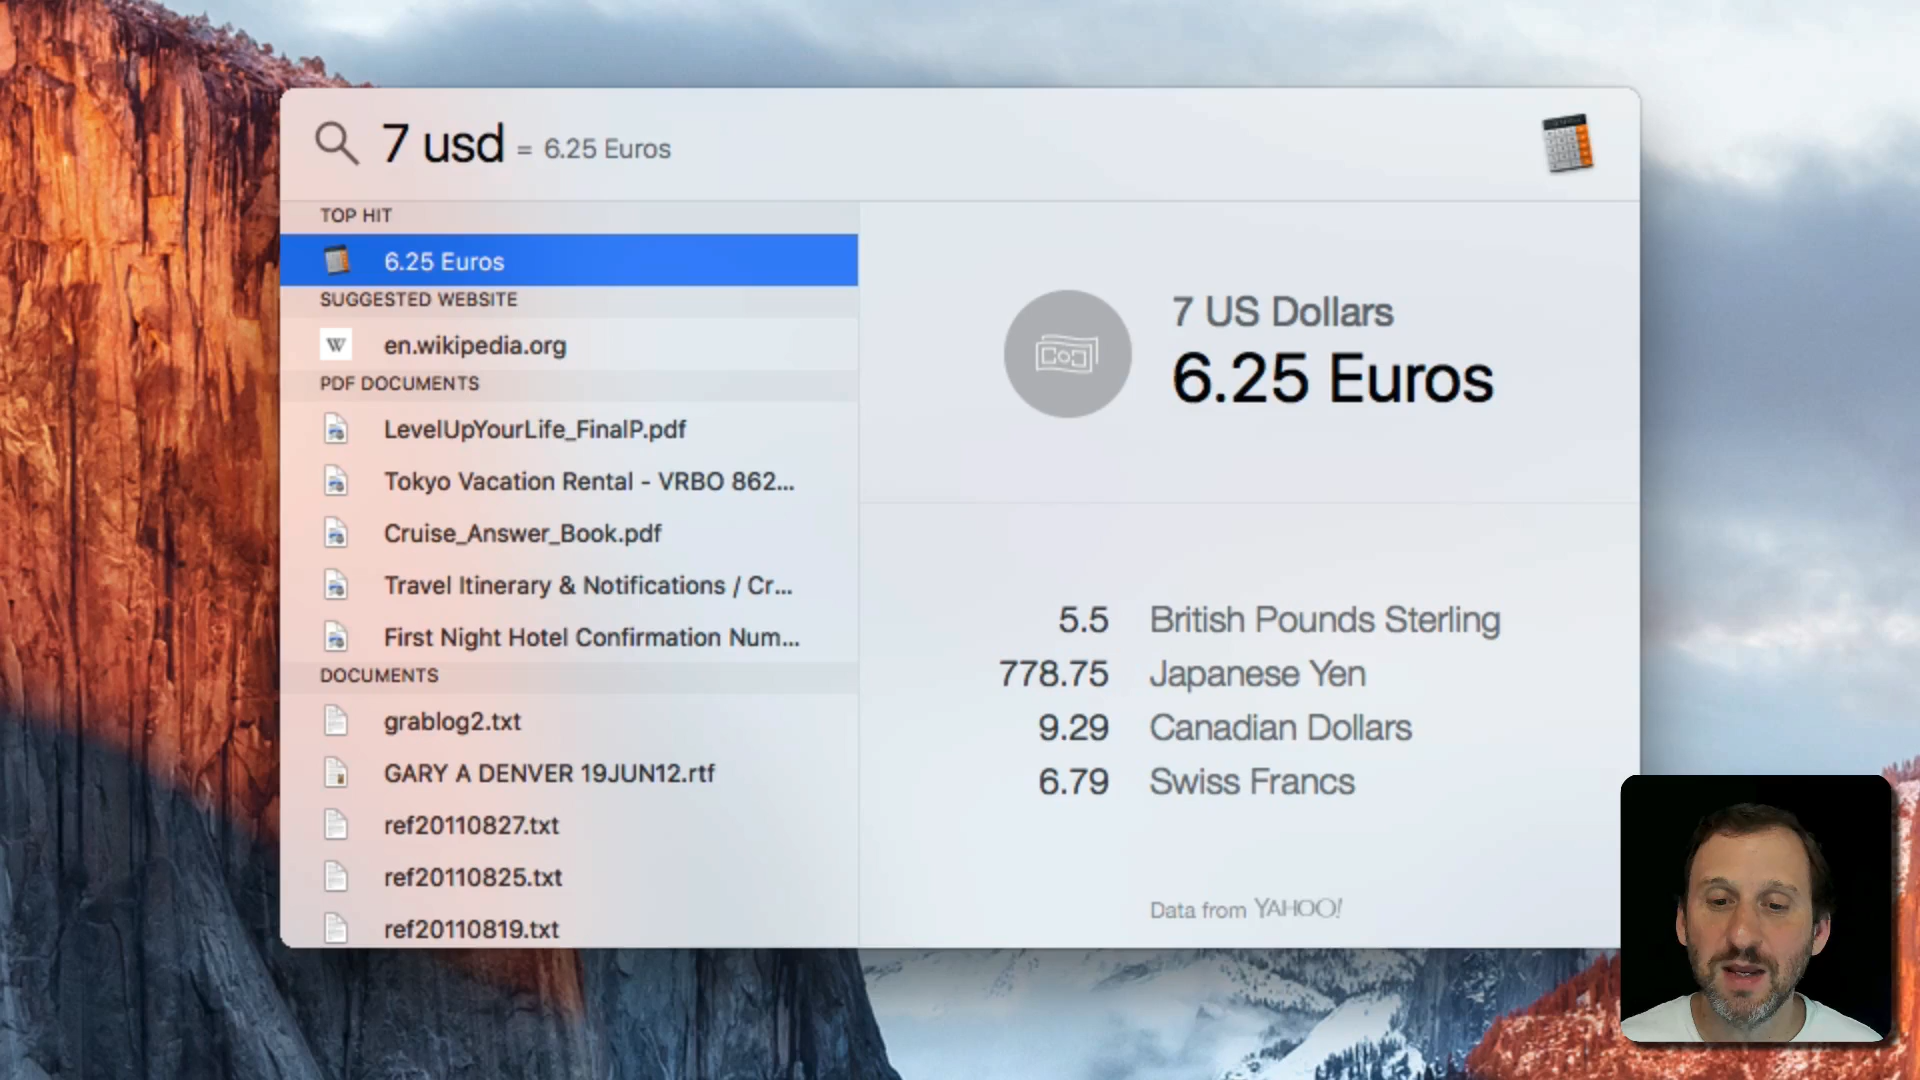 7 usd = 6.25 Euros
TOP HIT
6.25 Euros
SUGGESTED WEBSITE
W en.wikipedia.org
PDF DOCUMENTS
LevelUpYourLife_FinalP.pdf
Tokyo Vacation Rental - VRBO 862...
Cruise_Answer_Book.pdf
Travel Itinerary & Notifications / Cr...
First Night Hotel Confirmation Num...
DOCUMENTS
grablog2.txt
GARY A DENVER 19JUN12.rtf
ref20110827.txt
ref20110825.txt
ref20110819.txt
7 US Dollars
6.25 Euros
5.5 British Pounds Sterling
778.75 Japanese Yen
9.29 Canadian Dollars
6.79 Swiss Francs
Data from YAHOO!